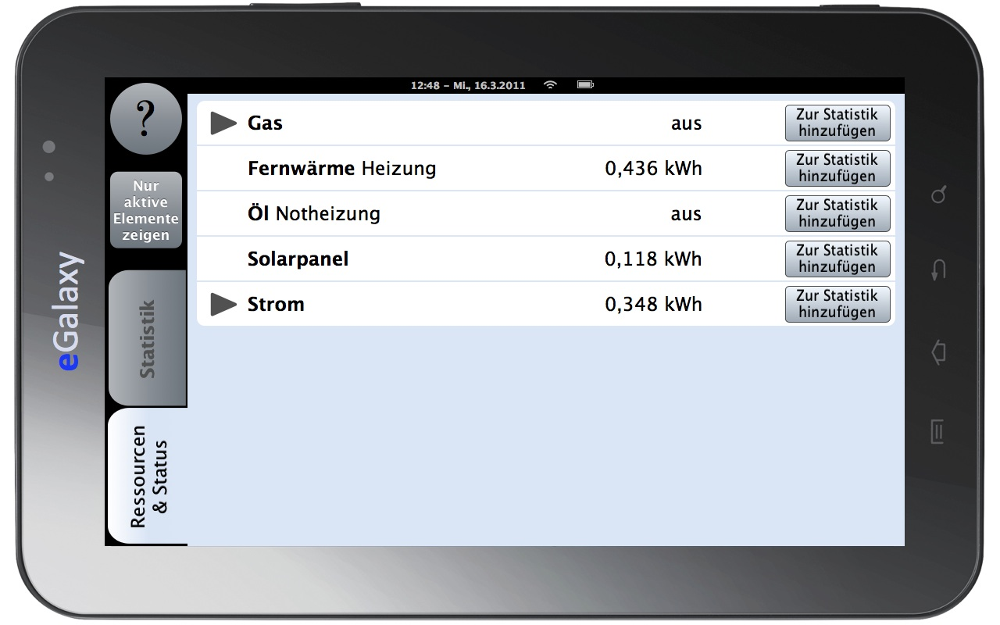 12:48 – Mi., 16.3.2011
?
Nur
aktive
Elemente
zeigen
Statistik
Ressourcen
& Status
eGalaxy
Gas aus Zur Statistik
hinzufügen
Fernwärme Heizung 0,436 kWh Zur Statistik
hinzufügen
Öl Notheizung aus Zur Statistik
hinzufügen
Solarpanel 0,118 kWh Zur Statistik
hinzufügen
Strom 0,348 kWh Zur Statistik
hinzufügen